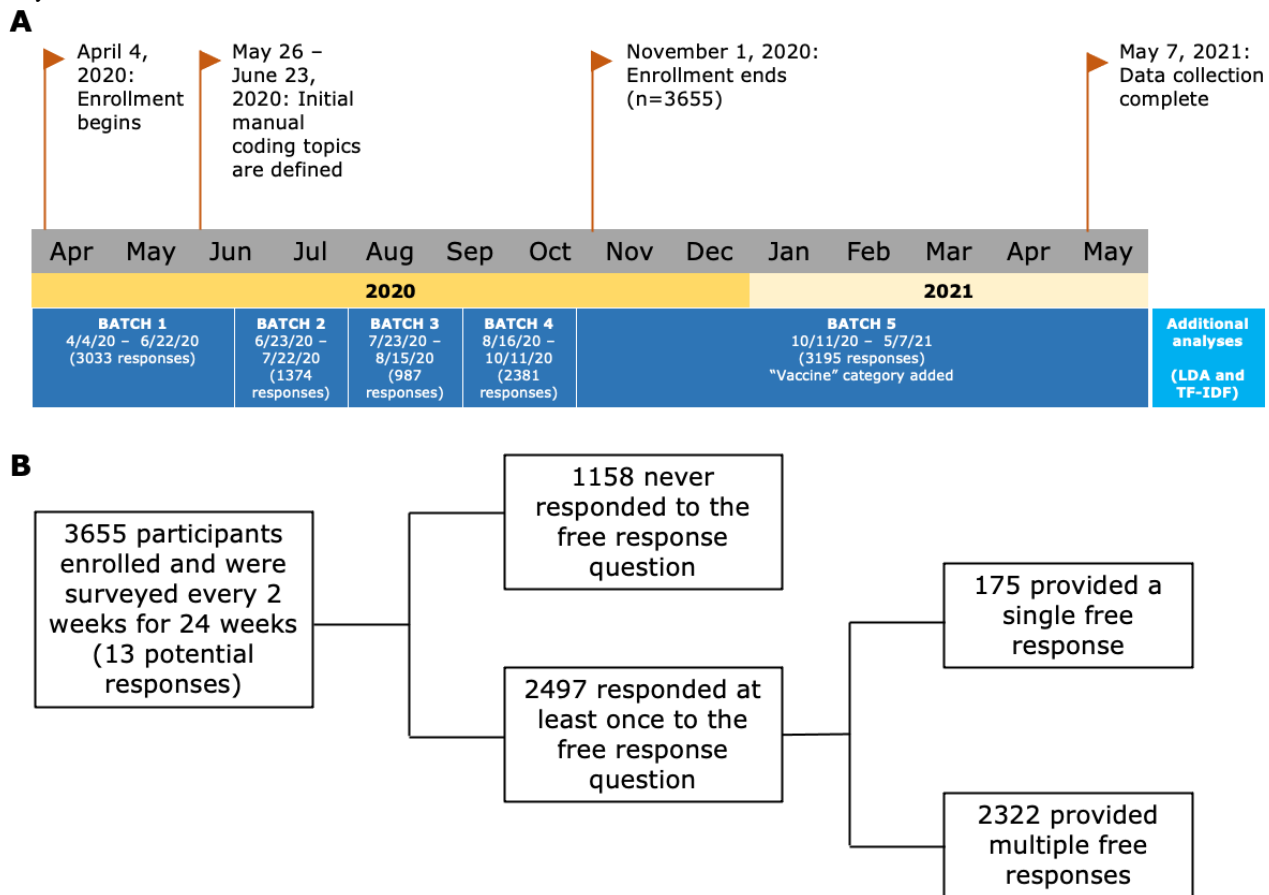 A
April 4,
2020:
Enrollment
begins
May 26 –
June 23,
2020: Initial
manual
coding topics
are defined
November 1, 2020:
Enrollment ends
(n=3655)
May 7, 2021:
Data collection
complete
Apr May Jun Jul Aug Sep Oct Nov Dec Jan Feb Mar Apr May
2020 2021
BATCH 1
4/4/20 – 6/22/20
(3033 responses)
BATCH 2
6/23/20 –
7/22/20
(1374
responses)
BATCH 3
7/23/20 –
8/15/20
(987
responses)
BATCH 4
8/16/20 –
10/11/20
(2381
responses)
BATCH 5
10/11/20 – 5/7/21
(3195 responses)
"Vaccine" category added
Additional
analyses
(LDA and
TF-IDF)
B
3655 participants
enrolled and were
surveyed every 2
weeks for 24 weeks
(13 potential
responses)
1158 never
responded to the
free response
question
2497 responded at
least once to the
free response
question
175 provided a
single free
response
2322 provided
multiple free
responses